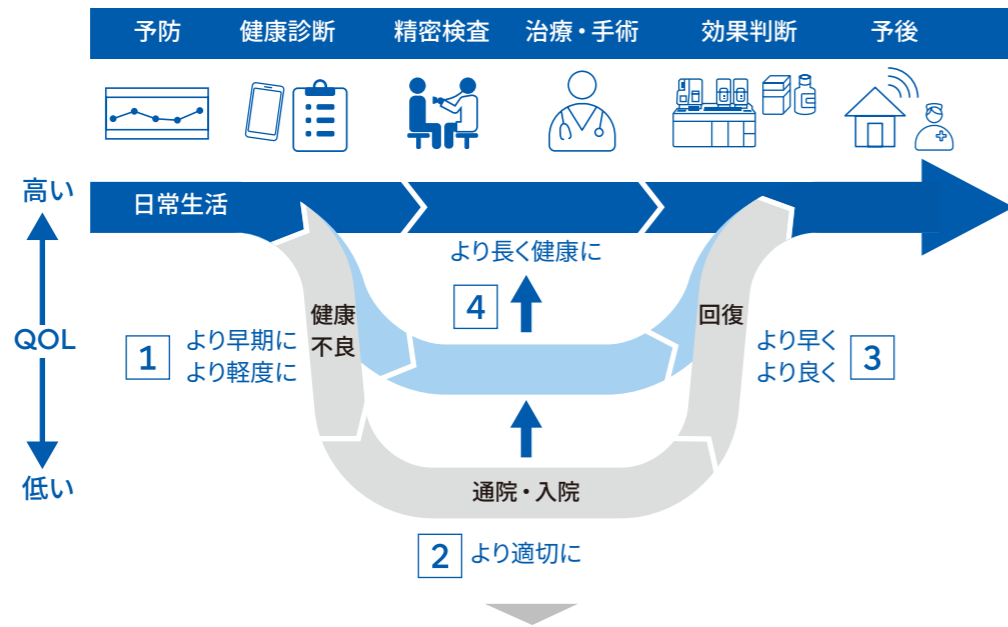 予防
健康診断
精密検査
治療・手術
効果判断
予後
高い
日常生活
より長く健康に
4
健康
不良
回復
QOL
1
より早期に
より軽度に
より早く
より良く
3
低い
通院・入院
2
より適切に